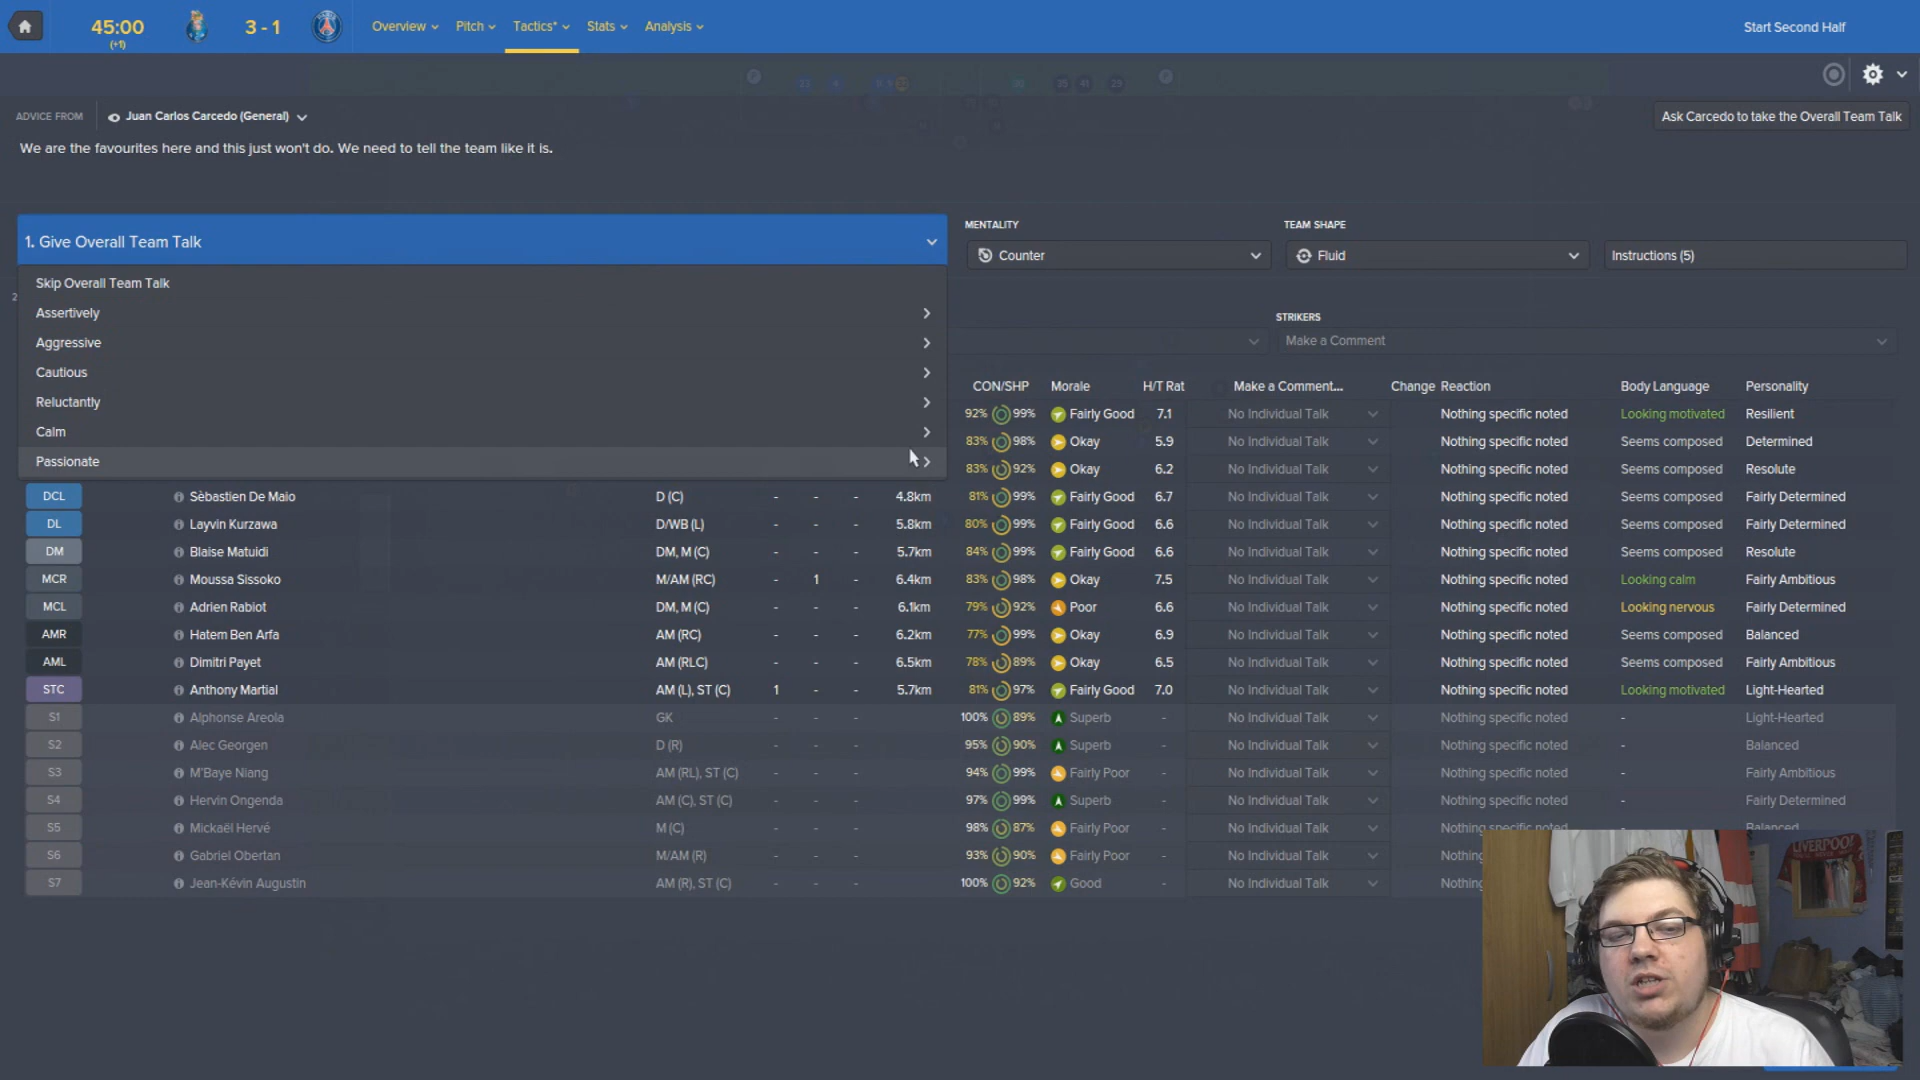 45:00
(+1)
3 - 1
Overview
Pitch
Tactics*
Stats
Analysis
Start Second Half
ADVICE FROM
Juan Carlos Carcedo (General)
Ask Carcedo to take the Overall Team Talk
We are the favourites here and this just won't do. We need to tell the team like it is.
1. Give Overall Team Talk
MENTALITY
TEAM SHAPE
Counter
Fluid
Instructions (5)
Skip Overall Team Talk
Assertively
Aggressive
Cautious
Reluctantly
Calm
Passionate
STRIKERS
Make a Comment
CON/SHP Morale H/T Rat Make a Comment... Change Reaction Body Language Personality
92% 99% Fairly Good 7.1 No Individual Talk Nothing specific noted Looking motivated Resilient
83% 98% Okay 5.9 No Individual Talk Nothing specific noted Seems composed Determined
83% 92% Okay 6.2 No Individual Talk Nothing specific noted Seems composed Resolute
DCL Sèbastien De Maio D (C) - - - 4.8km 81% 99% Fairly Good 6.7 No Individual Talk Nothing specific noted Seems composed Fairly Determined
DL Layvin Kurzawa D/WB (L) - - - 5.8km 80% 99% Fairly Good 6.6 No Individual Talk Nothing specific noted Seems composed Fairly Determined
DM Blaise Matuidi DM, M (C) - - - 5.7km 84% 99% Fairly Good 6.6 No Individual Talk Nothing specific noted Seems composed Resolute
MCR Moussa Sissoko M/AM (RC) - 1 - 6.4km 83% 98% Okay 7.5 No Individual Talk Nothing specific noted Looking calm Fairly Ambitious
MCL Adrien Rabiot DM, M (C) - - - 6.1km 79% 92% Poor 6.6 No Individual Talk Nothing specific noted Looking nervous Fairly Determined
AMR Hatem Ben Arfa AM (RC) - - - 6.2km 77% 99% Okay 6.9 No Individual Talk Nothing specific noted Seems composed Balanced
AML Dimitri Payet AM (RLC) - - - 6.5km 78% 89% Okay 6.5 No Individual Talk Nothing specific noted Seems composed Fairly Ambitious
STC Anthony Martial AM (L), ST (C) 1 - - 5.7km 81% 97% Fairly Good 7.0 No Individual Talk Nothing specific noted Looking motivated Light-Hearted
S1 Alphonse Areola GK 100% 89% Superb - No Individual Talk Nothing specific noted - Light-Hearted
S2 Alec Georgen D (R) 95% 90% Superb - No Individual Talk Nothing specific noted - Balanced
S3 M'Baye Niang AM (RL), ST (C) 94% 99% Fairly Poor - No Individual Talk Nothing specific noted - Fairly Ambitious
S4 Hervin Ongenda AM (C), ST (C) 97% 99% Superb - No Individual Talk Nothing specific noted - Fairly Determined
S5 Mickaël Hervé M (C) 98% 87% Fairly Poor - No Individual Talk Nothing specific noted Balanced
S6 Gabriel Obertan M/AM (R) 93% 90% Fairly Poor - No Individual Talk Nothing
S7 Jean-Kévin Augustin AM (R), ST (C) 100% 92% Good - No Individual Talk Nothing
LIVERPOOL